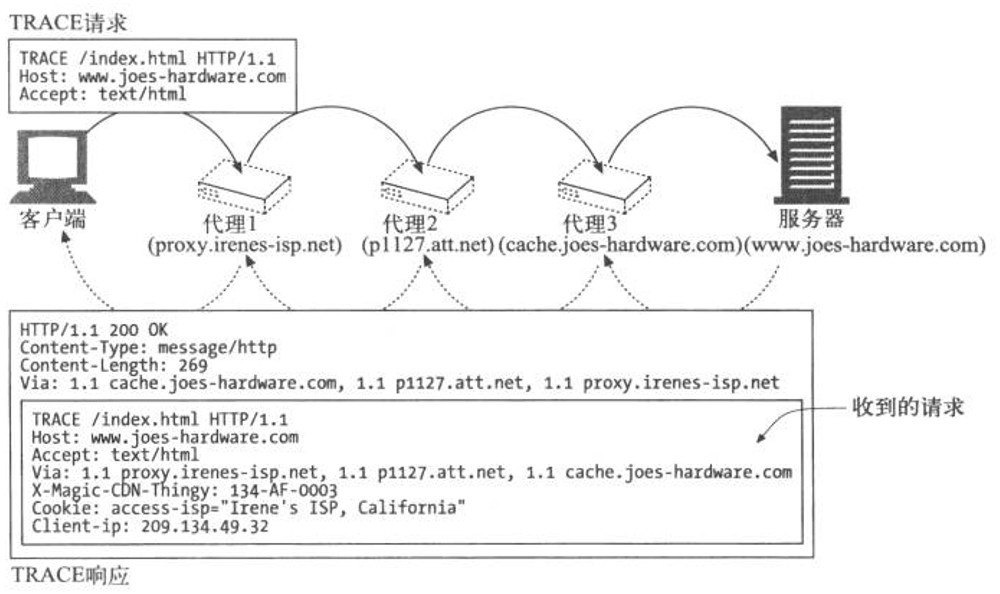 TRACE请求
TRACE /index.html HTTP/1.1
Host: www.joes-hardware.com
Accept: text/html
客户端
代理1
(proxy.irenes-isp.net)
代理2
(p1127.att.net)
代理3
(cache.joes-hardware.com)
服务器
(www.joes-hardware.com)
HTTP/1.1 200 OK
Content-Type: message/http
Content-Length: 269
Via: 1.1 cache.joes-hardware.com, 1.1 p1127.att.net, 1.1 proxy.irenes-isp.net
TRACE /index.html HTTP/1.1
Host: www.joes-hardware.com
Accept: text/html
Via: 1.1 proxy.irenes-isp.net, 1.1 p1127.att.net, 1.1 cache.joes-hardware.com
X-Magic-CDN-Thingy: 134-AF-0003
Cookie: access-isp="Irene's ISP, California"
Client-ip: 209.134.49.32
收到的请求
TRACE响应